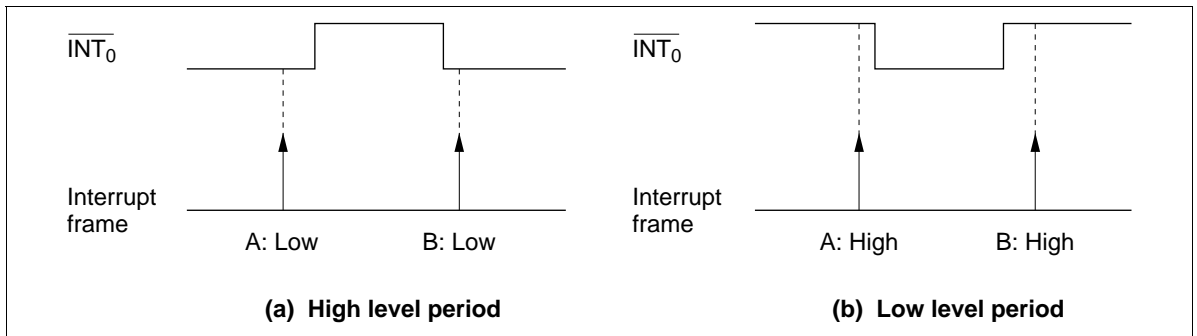 INT0
Interrupt
frame
A: Low B: Low
(a) High level period
INT0
Interrupt
frame
A: High B: High
(b) Low level period